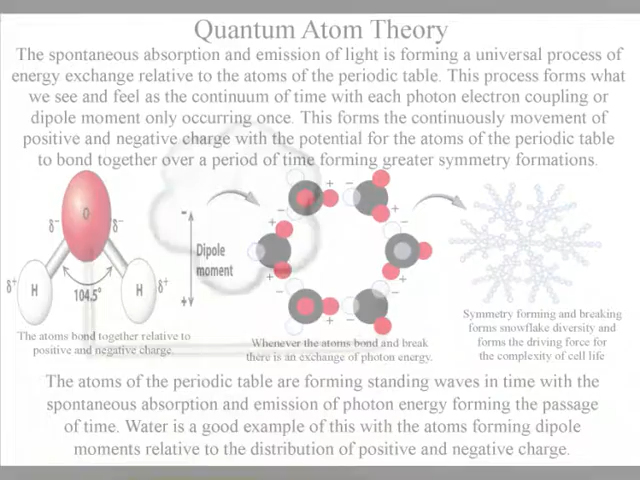 Quantum Atom Theory
The spontaneous absorption and emission of light is forming a universal process of
energy exchange relative to the atoms of the periodic table. This process forms what
we see and feel as the continuum of time with each photon electron coupling or
dipole moment only occurring once. This forms the continuously movement of
positive and negative charge with the potential for the atoms of the periodic table
to bond together over a period of time forming greater symmetry formations.
O
δ⁻ δ⁻
δ⁺ H 104.5° H δ⁺
−
Dipole
moment
+
The atoms bond together relative to
positive and negative charge.
Whenever the atoms bond and break
there is an exchange of photon energy.
Symmetry forming and breaking
forms snowflake diversity and
forms the driving force for
the complexity of cell life
The atoms of the periodic table are forming standing waves in time with the
spontaneous absorption and emission of photon energy forming the passage
of time. Water is a good example of this with the atoms forming dipole
moments relative to the distribution of positive and negative charge.